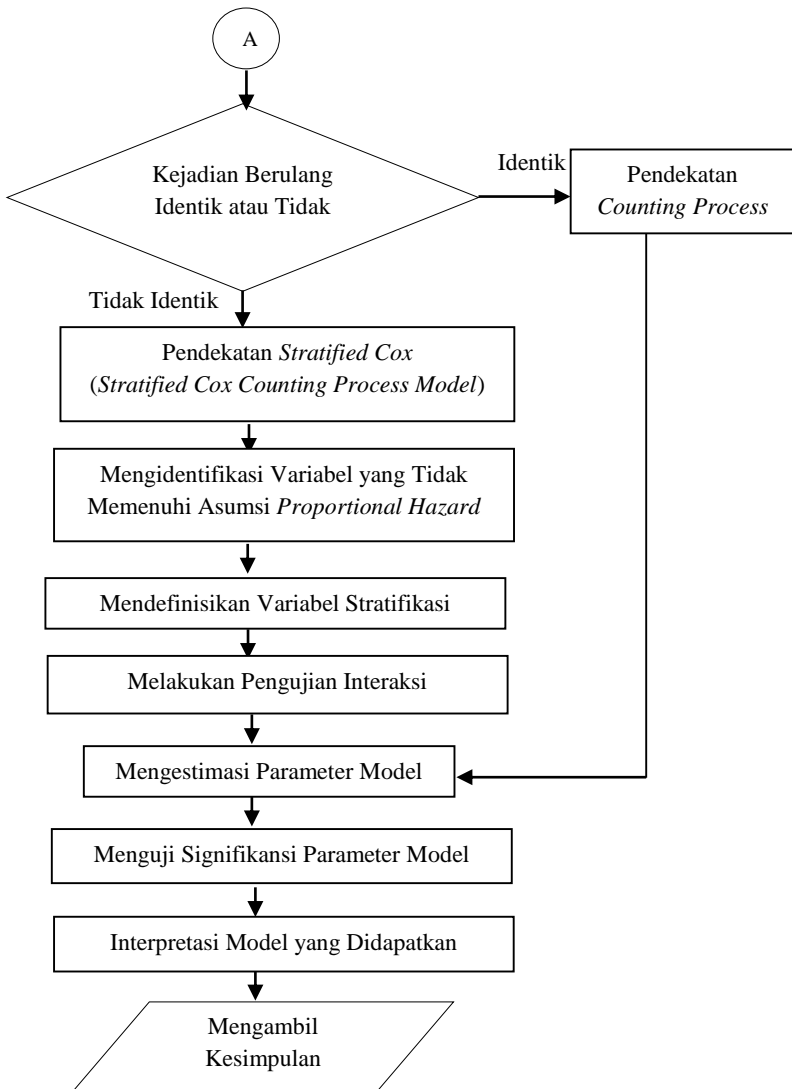 A
Kejadian Berulang
Identik atau Tidak
Identik
Pendekatan
Counting Process
Tidak Identik
Pendekatan Stratified Cox
(Stratified Cox Counting Process Model)
Mengidentifikasi Variabel yang Tidak
Memenuhi Asumsi Proportional Hazard
Mendefinisikan Variabel Stratifikasi
Melakukan Pengujian Interaksi
Mengestimasi Parameter Model
Menguji Signifikansi Parameter Model
Interpretasi Model yang Didapatkan
Mengambil
Kesimpulan